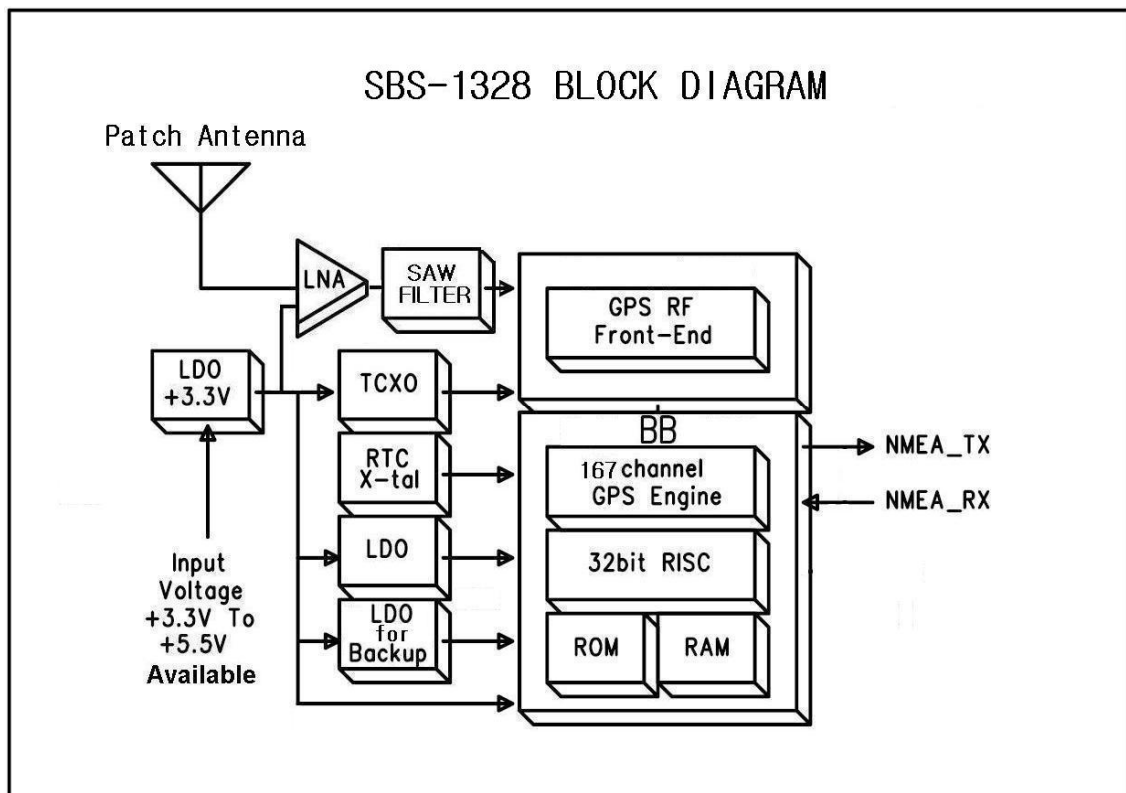 SBS-1328 BLOCK DIAGRAM
Patch Antenna
LNA
SAW
FILTER
GPS RF
Front-End
LDO
+3.3V
TCXO
BB
NMEA_TX
RTC
X-tal
167 channel
GPS Engine
NMEA_RX
LDO
32bit RISC
Input
Voltage
+3.3V To
+5.5V
Available
LDO
for
Backup
ROM
RAM